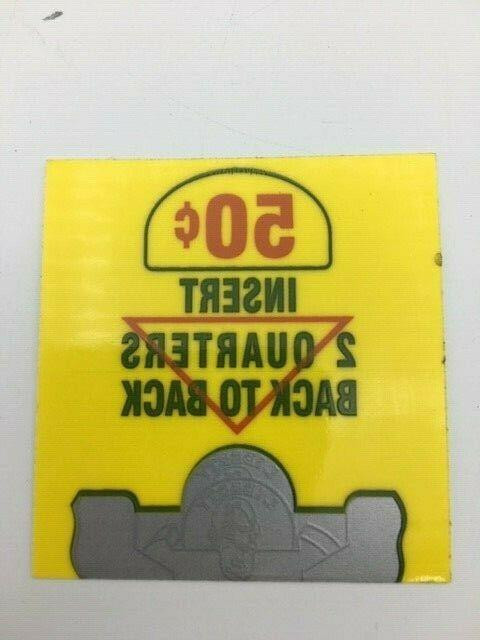 50¢
INSERT
2 QUARTERS
BACK TO BACK